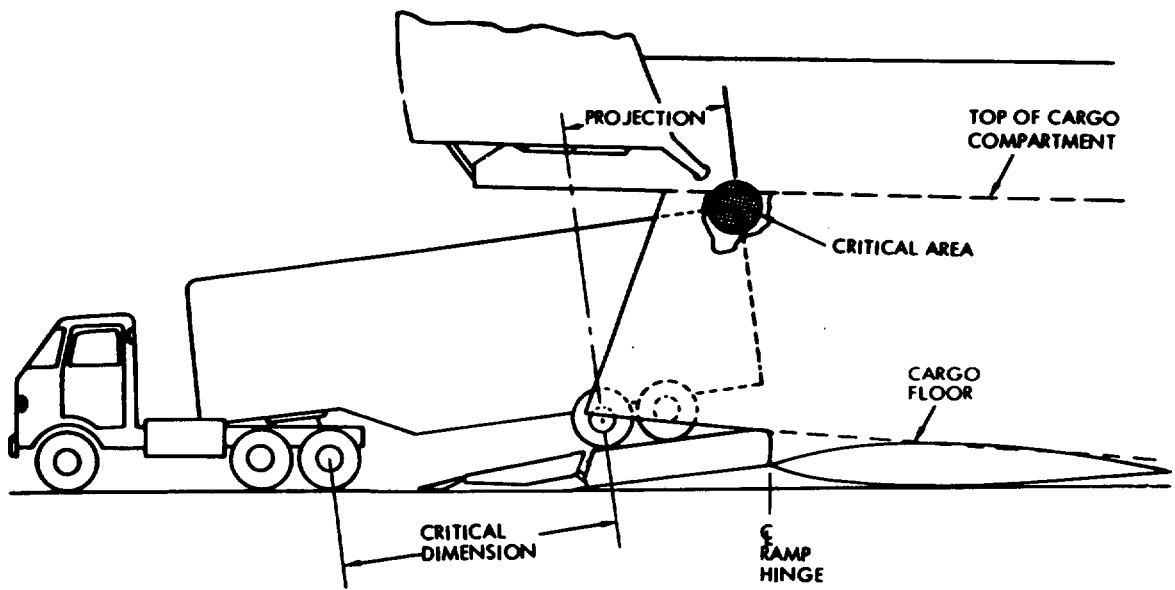 PROJECTION
TOP OF CARGO
COMPARTMENT
CRITICAL AREA
CARGO
FLOOR
CRITICAL
DIMENSION
℄
RAMP
HINGE